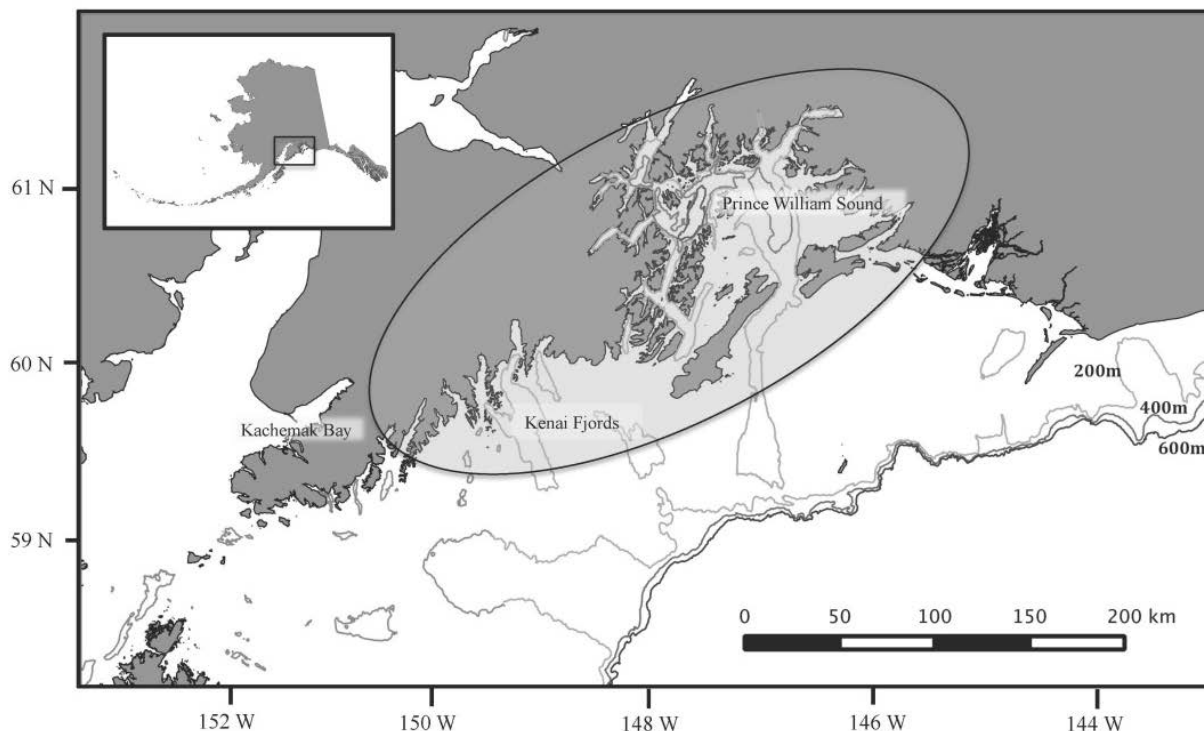 61 N
Prince William Sound
60 N
200m
400m
Kenai Fjords
Kachemak Bay
600m
59 N
0 50 100 150 200 km
152 W 150 W 148 W 146 W 144 W